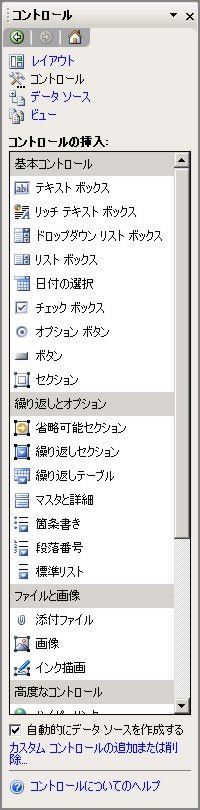 コントロール
レイアウト
コントロール
データ ソース
ビュー
コントロールの挿入:
基本コントロール
テキスト ボックス
リッチ テキスト ボックス
ドロップダウン リスト ボックス
リスト ボックス
日付の選択
チェック ボックス
オプション ボタン
ボタン
セクション
繰り返しとオプション
省略可能セクション
繰り返しセクション
繰り返しテーブル
マスタと詳細
箇条書き
段落番号
標準リスト
ファイルと画像
添付ファイル
画像
インク描画
高度なコントロール
自動的にデータ ソースを作成する
カスタム コントロールの追加または削
除...
コントロールについてのヘルプ